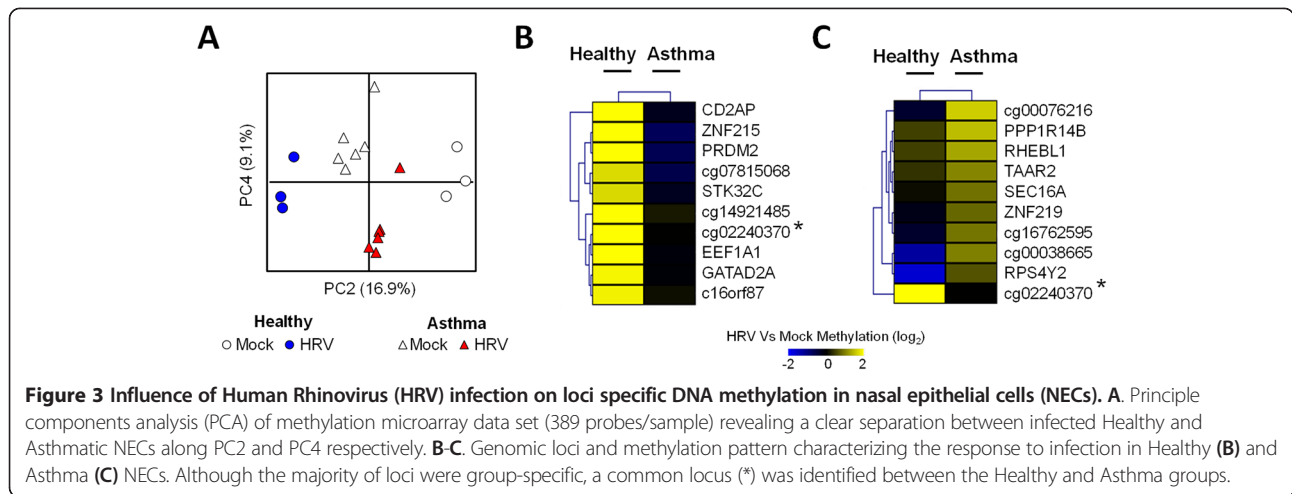 A
PC4 (9.1%)
PC2 (16.9%)
Healthy
Asthma
Mock HRV
Mock HRV
B
Healthy Asthma
CD2AP
ZNF215
PRDM2
cg07815068
STK32C
cg14921485
cg02240370 *
EEF1A1
GATAD2A
c16orf87
C
Healthy Asthma
cg00076216
PPP1R14B
RHEBL1
TAAR2
SEC16A
ZNF219
cg16762595
cg00038665
RPS4Y2
cg02240370 *
HRV Vs Mock Methylation (log2)
-2 0 2
Figure 3 Influence of Human Rhinovirus (HRV) infection on loci specific DNA methylation in nasal epithelial cells (NECs). A. Principle
components analysis (PCA) of methylation microarray data set (389 probes/sample) revealing a clear separation between infected Healthy and
Asthmatic NECs along PC2 and PC4 respectively. B-C. Genomic loci and methylation pattern characterizing the response to infection in Healthy (B) and
Asthma (C) NECs. Although the majority of loci were group-specific, a common locus (*) was identified between the Healthy and Asthma groups.